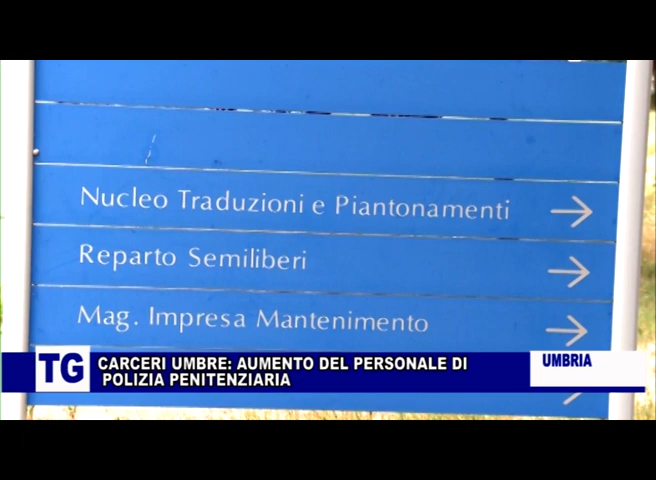 Nucleo Traduzioni e Piantonamenti
Reparto Semiliberi
Mag. Impresa Mantenimento
TG
CARCERI UMBRE: AUMENTO DEL PERSONALE DI
POLIZIA PENITENZIARIA
UMBRIA